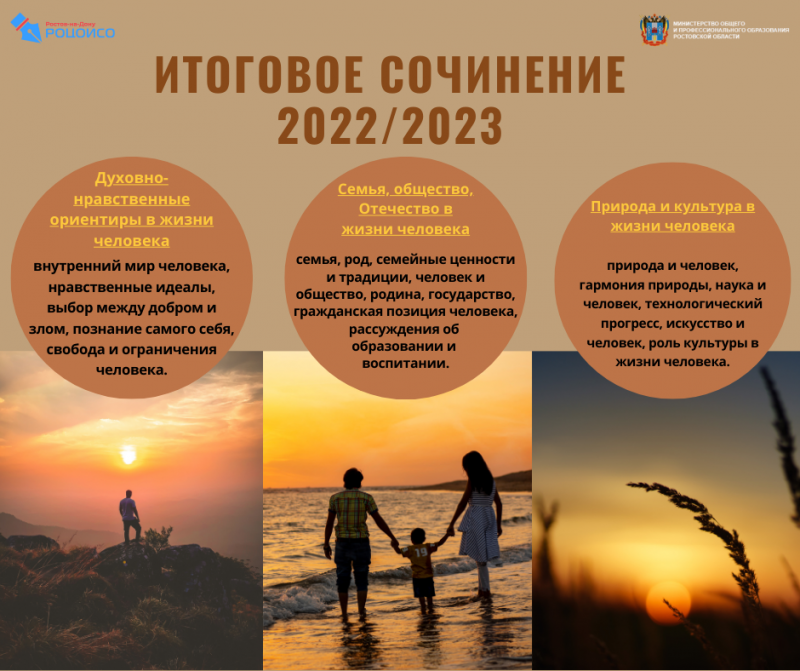 Ростов-на-Дону
РОЦОИСО
МИНИСТЕРСТВО ОБЩЕГО
И ПРОФЕССИОНАЛЬНОГО ОБРАЗОВАНИЯ
РОСТОВСКОЙ ОБЛАСТИ
ИТОГОВОЕ СОЧИНЕНИЕ
2022/2023
Духовно-
нравственные
ориентиры в жизни
человека
внутренний мир человека,
нравственные идеалы,
выбор между добром и
злом, познание самого себя,
свобода и ограничения
человека.
Семья, общество,
Отечество в
жизни человека
семья, род, семейные ценности
и традиции, человек и
общество, родина, государство,
гражданская позиция человека,
рассуждения об
образовании и
воспитании.
Природа и культура в
жизни человека
природа и человек,
гармония природы, наука и
человек, технологический
прогресс, искусство и
человек, роль культуры в
жизни человека.
19